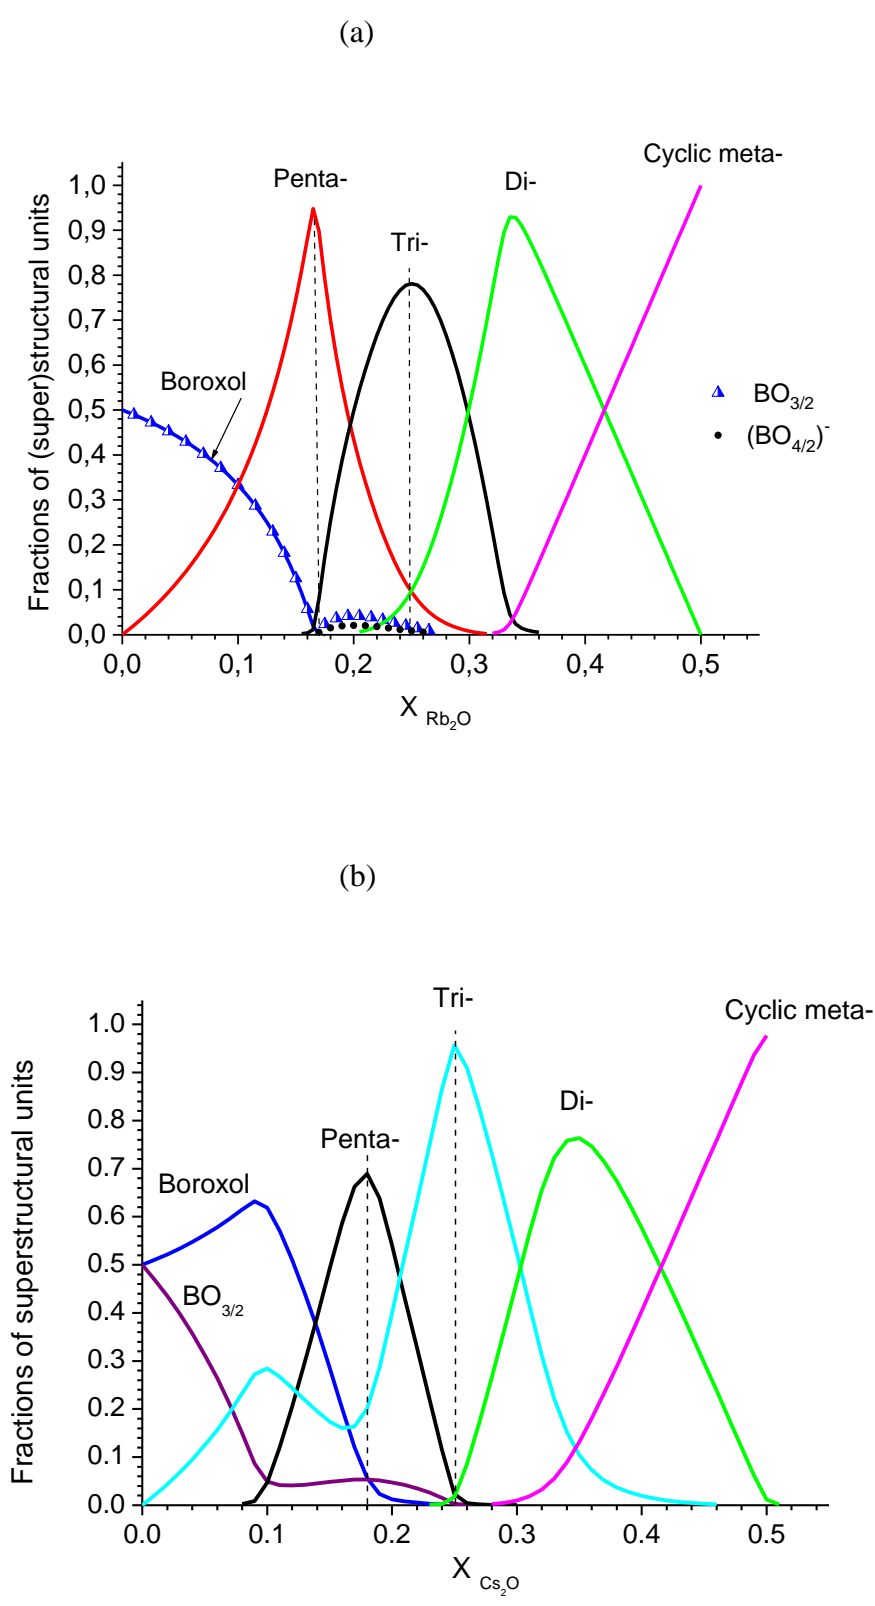 (a)
Cyclic meta-
Penta-
Di-
Tri-
Boroxol
BO3/2
(BO4/2)-
Fractions of (super)structural units
1,0
0,9
0,8
0,7
0,6
0,5
0,4
0,3
0,2
0,1
0,0
0,0 0,1 0,2 0,3 0,4 0,5
X Rb2O
(b)
Tri-
Cyclic meta-
Di-
Penta-
Boroxol
BO3/2
Fractions of superstructural units
1.0
0.9
0.8
0.7
0.6
0.5
0.4
0.3
0.2
0.1
0.0
0.0 0.1 0.2 0.3 0.4 0.5
X Cs2O